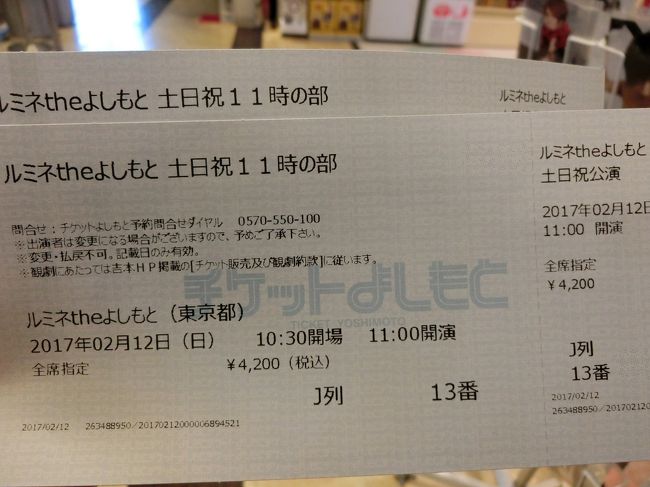 ルミネtheよしもと 土日祝１１時の部
ルミネtheよしもと
ルミネtheよしもと 土日祝１１時の部
問合せ：チケットよしもと予約問合せダイヤル 0570-550-100
※出演者は変更になる場合がございますので、予めご了承下さい。
※変更・払戻不可。記載日のみ有効。
※観劇にあたっては吉本ＨＰ掲載の[チケット販売及び観劇約款]に従います。
チケットよしもと
TICKET YOSHIMOTO
ルミネtheよしもと（東京都）
2017年02月12日（日） 10:30開場 11:00開演
全席指定 ￥4,200（税込）
J列 13番
2017/02/12 263488950／20170212000006894521
ルミネtheよしもと
土日祝公演
2017年02月12日
11:00 開演
全席指定
￥4,200
J列
13番
2017/02/12
263488950／2017021200